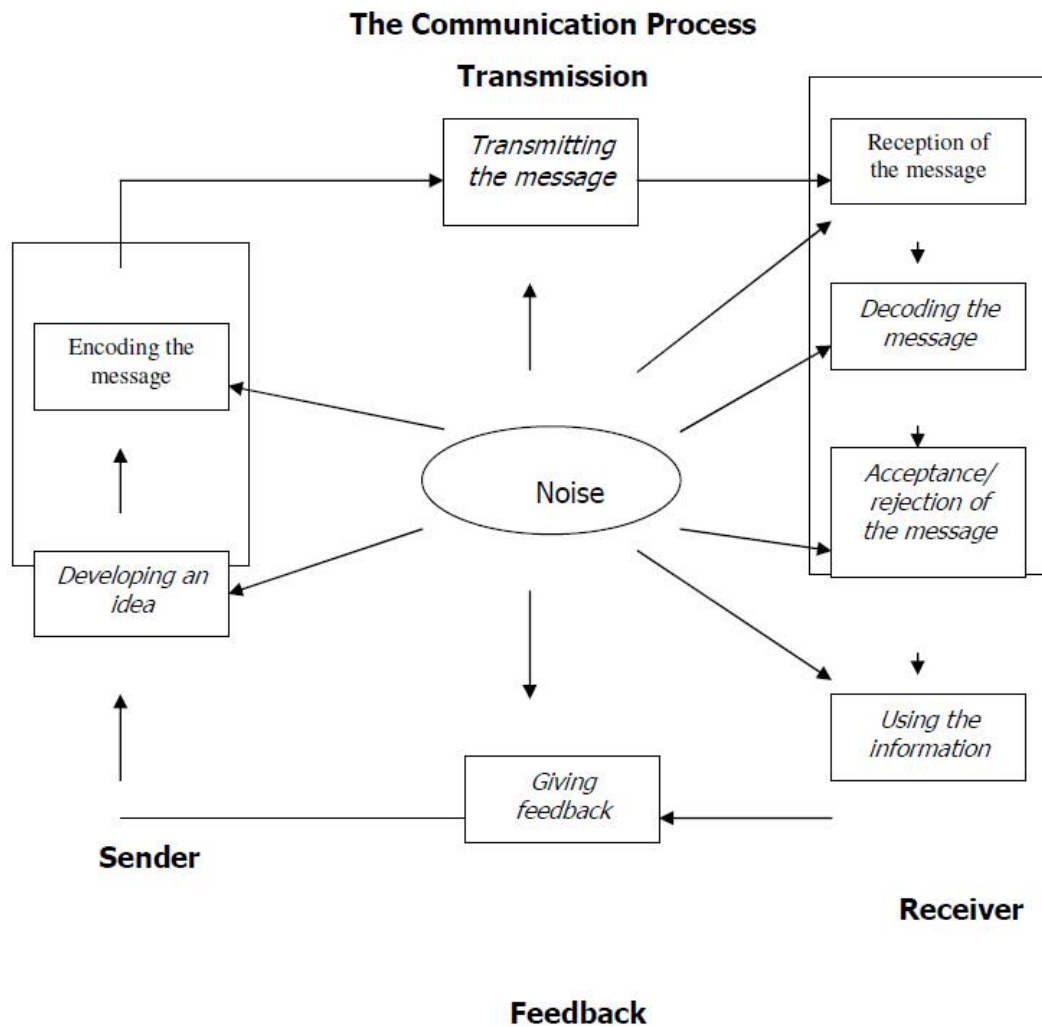 The Communication Process
Transmission
Transmitting
the message
Reception of
the message
Encoding the
message
Decoding the
message
Noise
Acceptance/
rejection of
the message
Developing an
idea
Using the
information
Giving
feedback
Sender
Receiver
Feedback